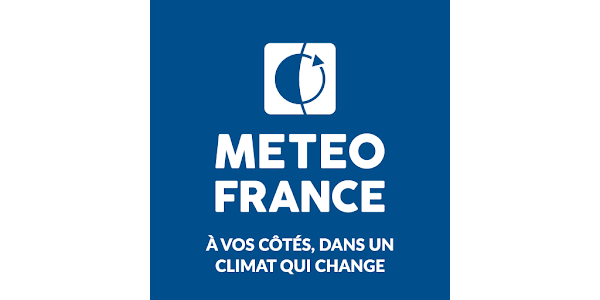 METEO
FRANCE
À VOS CÔTÉS, DANS UN
CLIMAT QUI CHANGE